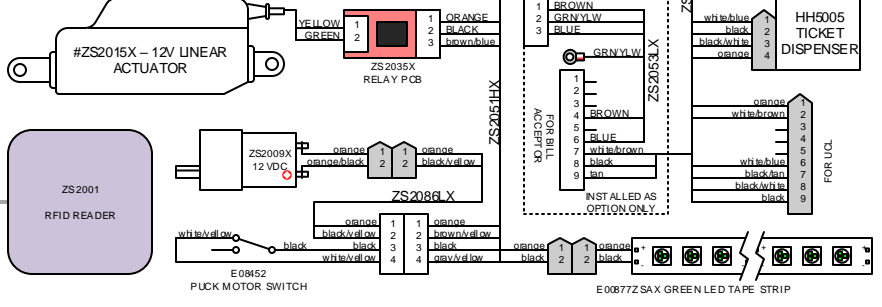 #ZS2015X – 12V LINEAR
ACTUATOR
YELLOW
GREEN
1
2
1
2
3
ORANGE
BLACK
brown/blue
ZS2035X
RELAY PCB
ZS2051HX
1
2
3
BROWN
GRN/YLW
BLUE
GRN/YLW
ZS2053LX
FOR BILL
ACCEPTOR
1
2
3
4
5
6
7
8
9
BROWN
BLUE
white/brown
black
tan
INSTALLED AS
OPTION ONLY
ZS
white/blue
black
black/white
orange
1
2
3
4
HH5005
TICKET
DISPENSER
orange
white/brown
white/blue
black/tan
black/white
black
1
2
3
4
5
6
7
8
9
FOR UCL
ZS2001
RFID READER
ZS2009X
12 VDC
orange
orange/black
1
2
1
2
orange
black/yellow
ZS2086LX
orange
black/yellow
black
white/yellow
1
2
3
4
1
2
3
4
orange
brown/yellow
black
gray/yellow
white/yellow
black
E08452
PUCK MOTOR SWITCH
orange
black
1
2
1
2
orange
black
+
-
+
-
E00877ZSAX GREEN LED TAPE STRIP